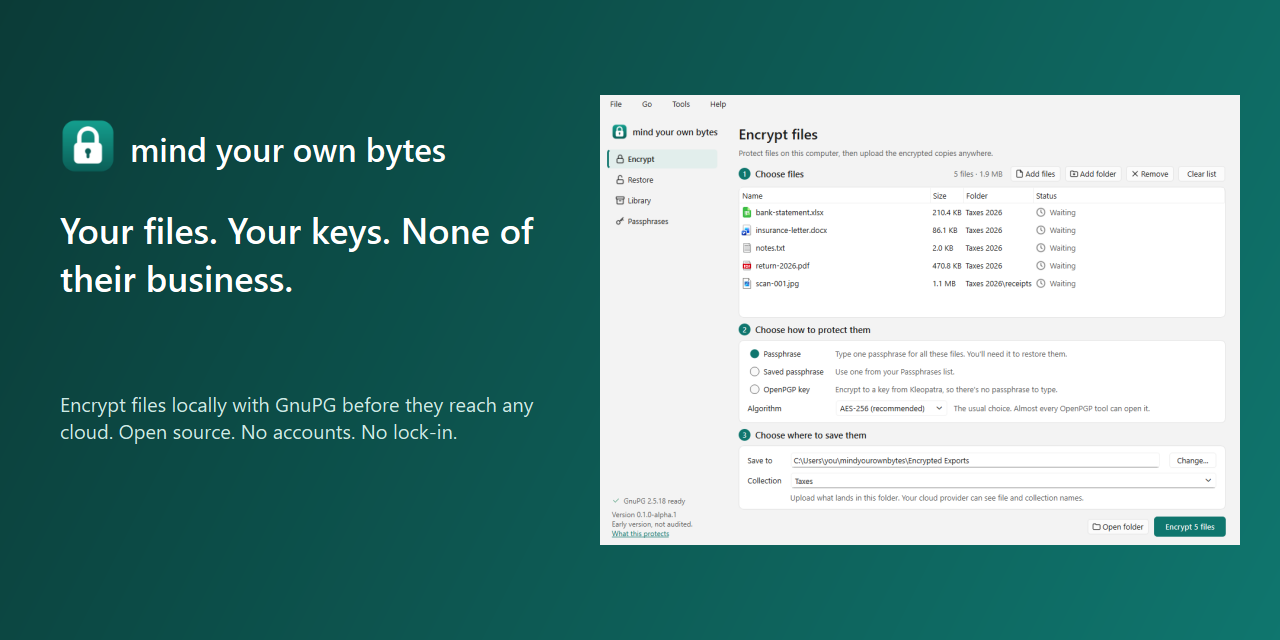 mind your own bytes
Your files. Your keys. None of
their business.
Encrypt files locally with GnuPG before they reach any
cloud. Open source. No accounts. No lock-in.
File Go Tools Help
mind your own bytes
Encrypt
Restore
Library
Passphrases
GnuPG 2.5.18 ready
Version 0.1.0-alpha.1
Early version, not audited.
What this protects
Encrypt files
Protect files on this computer, then upload the encrypted copies anywhere.
1 Choose files 5 files · 1.9 MB Add files Add folder Remove Clear list
Name Size Folder Status
bank-statement.xlsx 210.4 KB Taxes 2026 Waiting
insurance-letter.docx 86.1 KB Taxes 2026 Waiting
notes.txt 2.0 KB Taxes 2026 Waiting
return-2026.pdf 470.8 KB Taxes 2026 Waiting
scan-001.jpg 1.1 MB Taxes 2026\receipts Waiting
2 Choose how to protect them
Passphrase Type one passphrase for all these files. You'll need it to restore them.
Saved passphrase Use one from your Passphrases list.
OpenPGP key Encrypt to a key from Kleopatra, so there's no passphrase to type.
Algorithm AES-256 (recommended) The usual choice. Almost every OpenPGP tool can open it.
3 Choose where to save them
Save to C:\Users\you\mindyourownbytes\Encrypted Exports Change...
Collection Taxes
Upload what lands in this folder. Your cloud provider can see file and collection names.
Open folder Encrypt 5 files